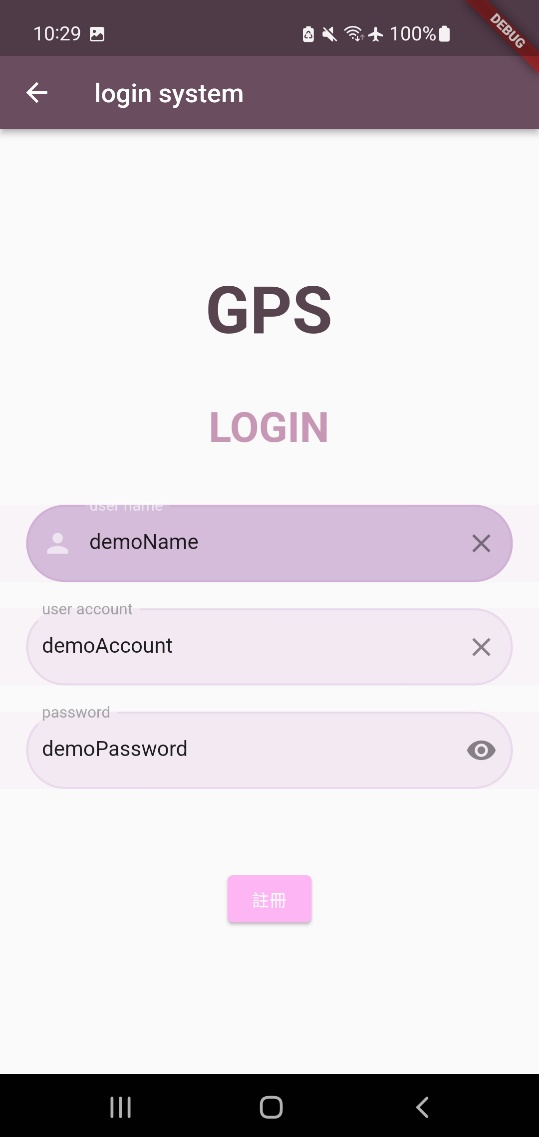 10:29
100%
DEBUG
login system
GPS
LOGIN
user name
demoName
user account
demoAccount
password
demoPassword
註冊